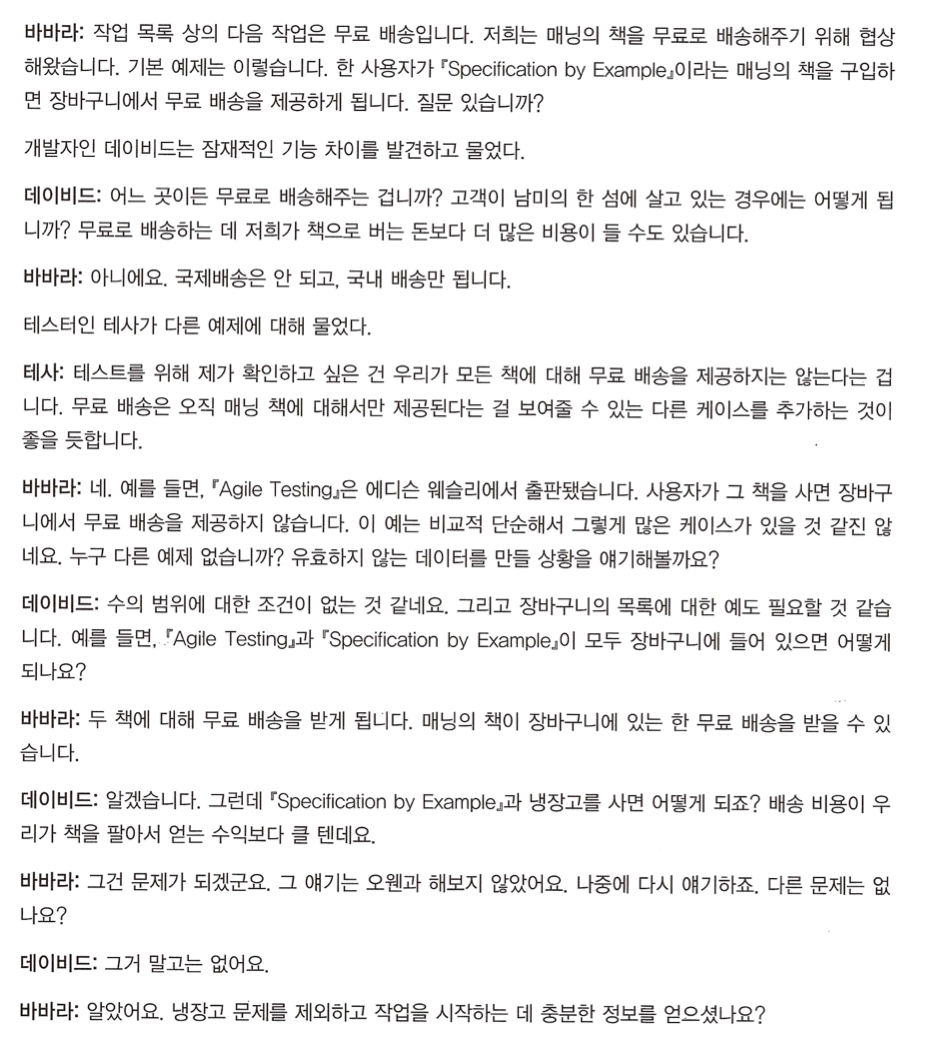 바바라: 작업 목록 상의 다음 작업은 무료 배송입니다. 저희는 매닝의 책을 무료로 배송해주기 위해 협상
해왔습니다. 기본 예제는 이렇습니다. 한 사용자가 『Specification by Example』이라는 매닝의 책을 구입하
면 장바구니에서 무료 배송을 제공하게 됩니다. 질문 있습니까?
개발자인 데이비드는 잠재적인 기능 차이를 발견하고 물었다.
데이비드: 어느 곳이든 무료로 배송해주는 겁니까? 고객이 남미의 한 섬에 살고 있는 경우에는 어떻게 됩
니까? 무료로 배송하는 데 저희가 책으로 버는 돈보다 더 많은 비용이 들 수도 있습니다.
바바라: 아니에요. 국제배송은 안 되고, 국내 배송만 됩니다.
테스터인 테사가 다른 예제에 대해 물었다.
테사: 테스트를 위해 제가 확인하고 싶은 건 우리가 모든 책에 대해 무료 배송을 제공하지는 않는다는 겁
니다. 무료 배송은 오직 매닝 책에 대해서만 제공된다는 걸 보여줄 수 있는 다른 케이스를 추가하는 것이
좋을 듯합니다.
바바라: 네. 예를 들면, 『Agile Testing』은 에디슨 웨슬리에서 출판됐습니다. 사용자가 그 책을 사면 장바구
니에서 무료 배송을 제공하지 않습니다. 이 예는 비교적 단순해서 그렇게 많은 케이스가 있을 것 같진 않
네요. 누구 다른 예제 없습니까? 유효하지 않는 데이터를 만들 상황을 얘기해볼까요?
데이비드: 수의 범위에 대한 조건이 없는 것 같네요. 그리고 장바구니의 목록에 대한 예도 필요할 것 같습
니다. 예를 들면, 『Agile Testing』과 『Specification by Example』이 모두 장바구니에 들어 있으면 어떻게
되나요?
바바라: 두 책에 대해 무료 배송을 받게 됩니다. 매닝의 책이 장바구니에 있는 한 무료 배송을 받을 수 있
습니다.
데이비드: 알겠습니다. 그런데 『Specification by Example』과 냉장고를 사면 어떻게 되죠? 배송 비용이 우
리가 책을 팔아서 얻는 수익보다 클 텐데요.
바바라: 그건 문제가 되겠군요. 그 얘기는 오웬과 해보지 않았어요. 나중에 다시 얘기하죠. 다른 문제는 없
나요?
데이비드: 그거 말고는 없어요.
바바라: 알았어요. 냉장고 문제를 제외하고 작업을 시작하는 데 충분한 정보를 얻으셨나요?